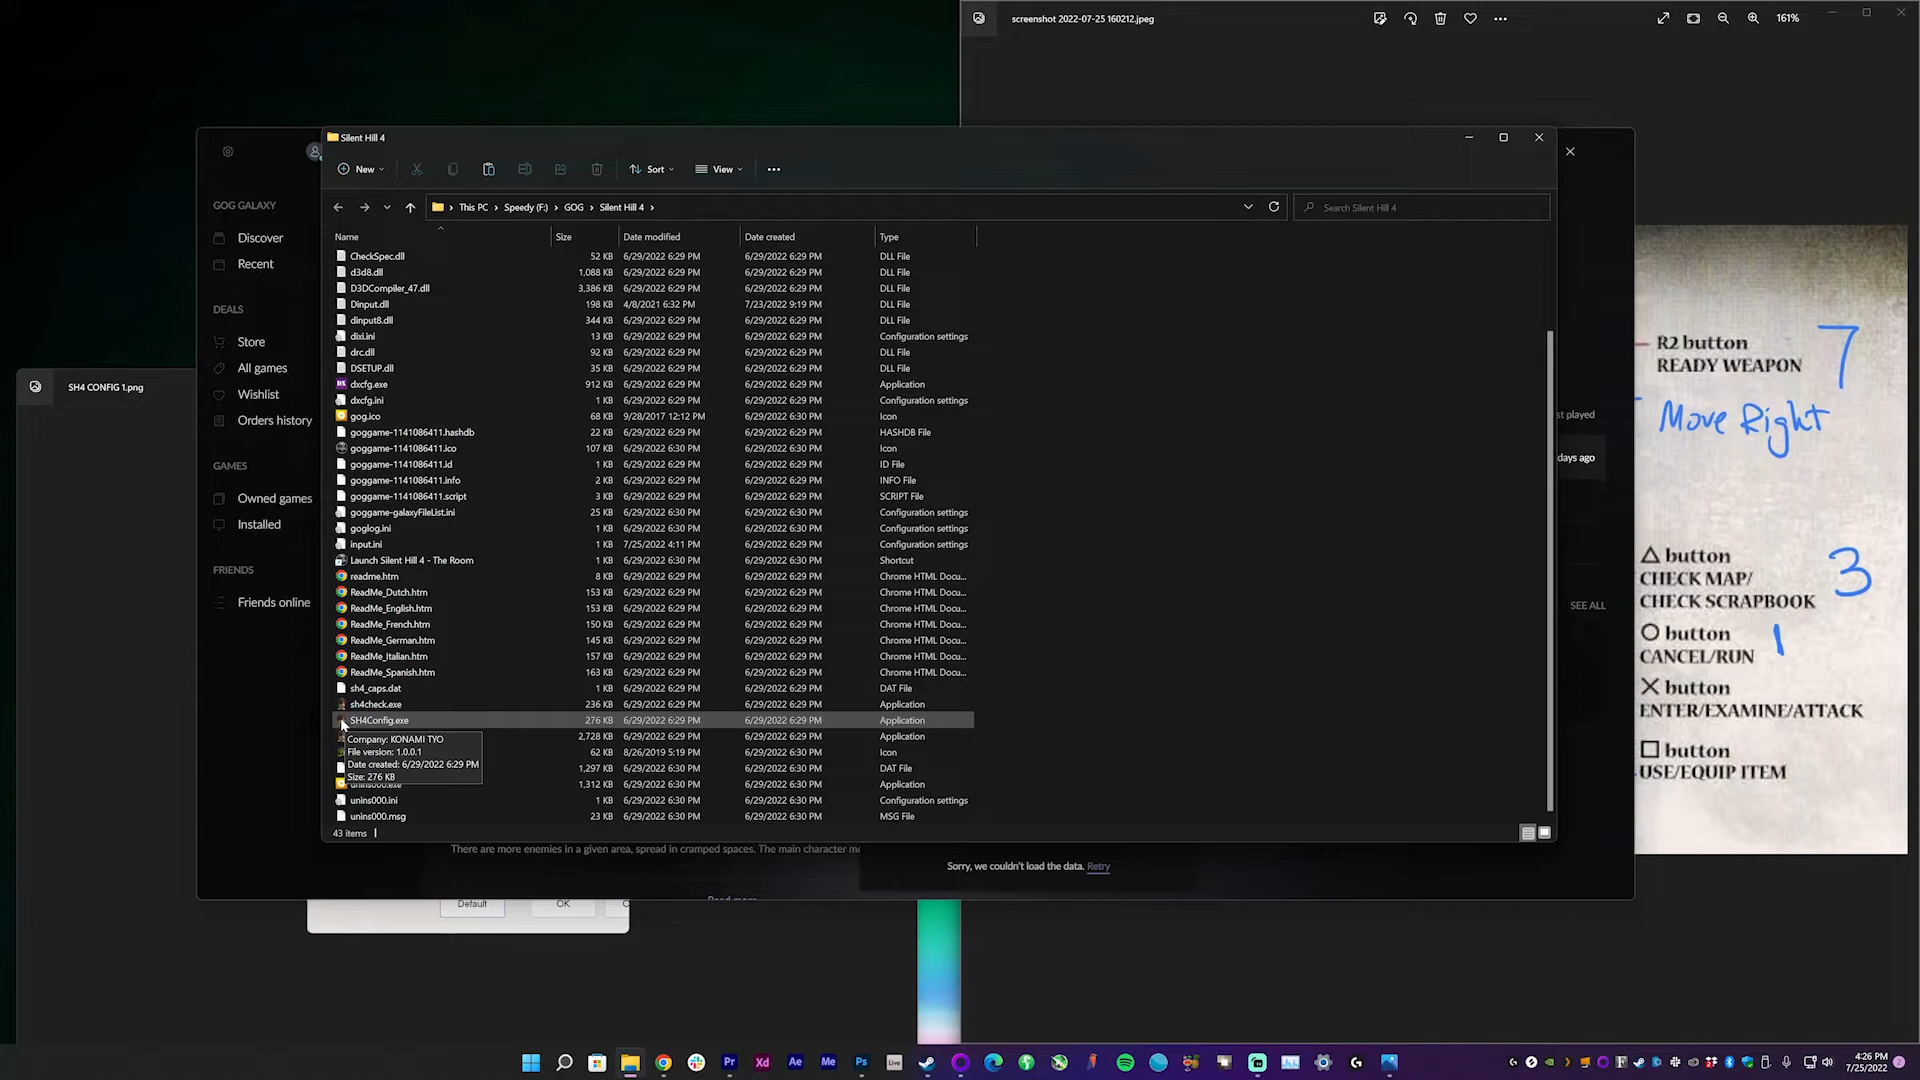 screenshot 2022-07-25 160212.jpeg
161%
Silent Hill 4
New
Sort
View
GOG GALAXY
Discover
Recent
DEALS
Store
All games
Wishlist
Orders history
GAMES
Owned games
Installed
FRIENDS
Friends online
SH4 CONFIG 1.png
This PC > Speedy (F:) > GOG > Silent Hill 4 >
Search Silent Hill 4
Name Size Date modified Date created Type
CheckSpec.dll 52 KB 6/29/2022 6:29 PM 6/29/2022 6:29 PM DLL File
d3d8.dll 1,088 KB 6/29/2022 6:29 PM 6/29/2022 6:29 PM DLL File
D3DCompiler_47.dll 3,386 KB 6/29/2022 6:29 PM 6/29/2022 6:29 PM DLL File
Dinput.dll 198 KB 4/8/2021 6:32 PM 7/23/2022 9:19 PM DLL File
dinput8.dll 344 KB 6/29/2022 6:29 PM 6/29/2022 6:29 PM DLL File
dixi.ini 13 KB 6/29/2022 6:29 PM 6/29/2022 6:29 PM Configuration settings
drc.dll 92 KB 6/29/2022 6:29 PM 6/29/2022 6:29 PM DLL File
DSETUP.dll 35 KB 6/29/2022 6:29 PM 6/29/2022 6:29 PM DLL File
dxcfg.exe 912 KB 6/29/2022 6:29 PM 6/29/2022 6:29 PM Application
dxcfg.ini 1 KB 6/29/2022 6:29 PM 6/29/2022 6:29 PM Configuration settings
gog.ico 68 KB 9/28/2017 12:12 PM 6/29/2022 6:30 PM Icon
goggame-1141086411.hashdb 22 KB 6/29/2022 6:29 PM 6/29/2022 6:29 PM HASHDB File
goggame-1141086411.ico 107 KB 6/29/2022 6:29 PM 6/29/2022 6:29 PM Icon
goggame-1141086411.id 1 KB 6/29/2022 6:29 PM 6/29/2022 6:29 PM ID File
goggame-1141086411.info 2 KB 6/29/2022 6:29 PM 6/29/2022 6:29 PM INFO File
goggame-1141086411.script 3 KB 6/29/2022 6:29 PM 6/29/2022 6:29 PM SCRIPT File
goggame-galaxyFileList.ini 25 KB 6/29/2022 6:30 PM 6/29/2022 6:30 PM Configuration settings
goglog.ini 1 KB 6/29/2022 6:30 PM 6/29/2022 6:30 PM Configuration settings
input.ini 1 KB 7/25/2022 4:11 PM 6/29/2022 6:30 PM Configuration settings
Launch Silent Hill 4 - The Room 1 KB 6/29/2022 6:30 PM 6/29/2022 6:30 PM Shortcut
readme.htm 8 KB 6/29/2022 6:29 PM 6/29/2022 6:29 PM Chrome HTML Docu...
ReadMe_Dutch.htm 153 KB 6/29/2022 6:29 PM 6/29/2022 6:29 PM Chrome HTML Docu...
ReadMe_English.htm 153 KB 6/29/2022 6:29 PM 6/29/2022 6:29 PM Chrome HTML Docu...
ReadMe_French.htm 150 KB 6/29/2022 6:29 PM 6/29/2022 6:29 PM Chrome HTML Docu...
ReadMe_German.htm 145 KB 6/29/2022 6:29 PM 6/29/2022 6:29 PM Chrome HTML Docu...
ReadMe_Italian.htm 157 KB 6/29/2022 6:29 PM 6/29/2022 6:29 PM Chrome HTML Docu...
ReadMe_Spanish.htm 163 KB 6/29/2022 6:29 PM 6/29/2022 6:29 PM Chrome HTML Docu...
sh4_caps.dat 1 KB 6/29/2022 6:29 PM 6/29/2022 6:29 PM DAT File
sh4check.exe 236 KB 6/29/2022 6:29 PM 6/29/2022 6:29 PM Application
SH4Config.exe 276 KB 6/29/2022 6:29 PM 6/29/2022 6:29 PM Application
2,728 KB 6/29/2022 6:30 PM 6/29/2022 6:29 PM Application
62 KB 8/26/2019 5:19 PM 6/29/2022 6:30 PM Icon
1,297 KB 6/29/2022 6:30 PM 6/29/2022 6:30 PM DAT File
unins000.exe 1,312 KB 6/29/2022 6:30 PM 6/29/2022 6:30 PM Application
unins000.ini 1 KB 6/29/2022 6:30 PM 6/29/2022 6:30 PM Configuration settings
unins000.msg 23 KB 6/29/2022 6:30 PM 6/29/2022 6:30 PM MSG File
Company: KONAMI TYO
File version: 1.0.0.1
Date created: 6/29/2022 6:29 PM
Size: 276 KB
43 items
There are more enemies in a given area, spread in cramped spaces. The main character
Sorry, we couldn't load the data. Retry
Read more
Default OK C
st played
days ago
SEE ALL
R2 button
READY WEAPON
7
Move Right
△ button
CHECK MAP/
CHECK SCRAPBOOK
3
○ button
CANCEL/RUN
1
✕ button
ENTER/EXAMINE/ATTACK
□ button
USE/EQUIP ITEM
Pr Xd Ae Me Ps Live
4:26 PM
7/25/2022